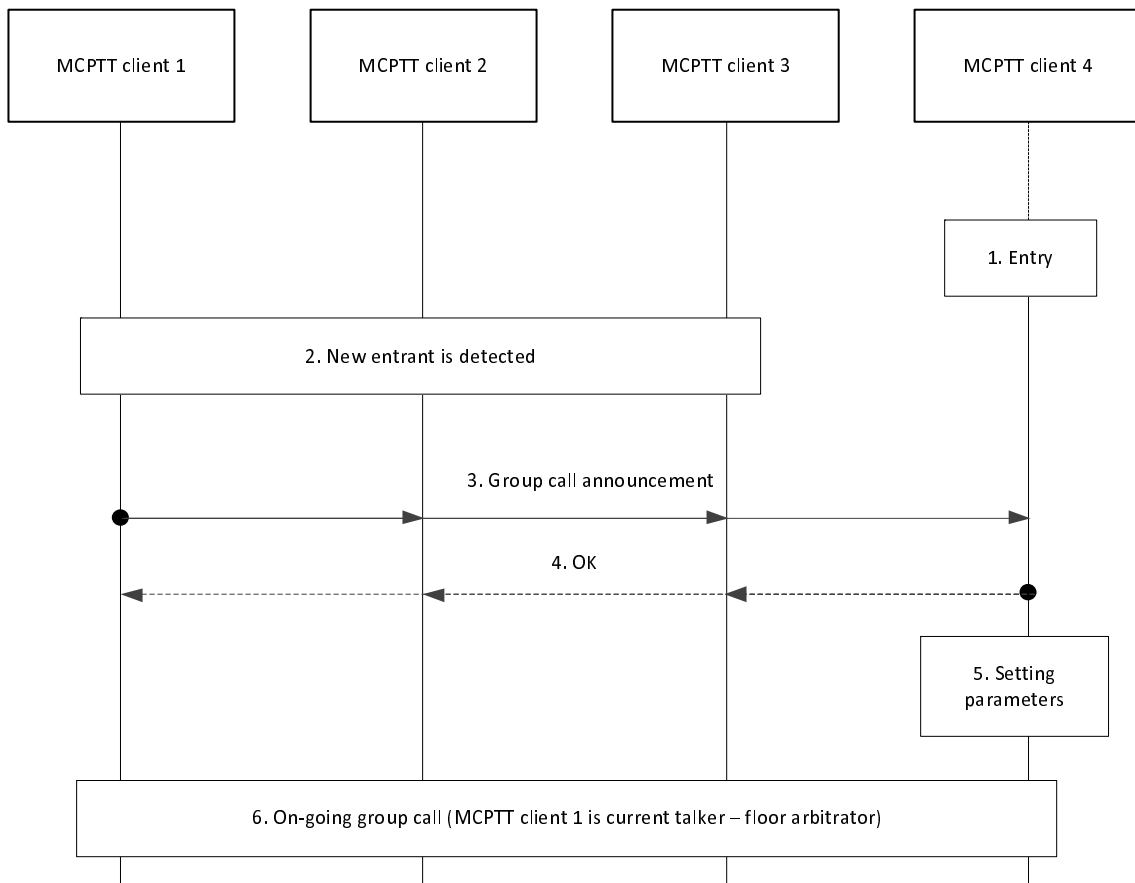 MCPTT client 1
MCPTT client 2
MCPTT client 3
MCPTT client 4
1. Entry
2. New entrant is detected
3. Group call announcement
4. OK
5. Setting
parameters
6. On-going group call (MCPTT client 1 is current talker – floor arbitrator)